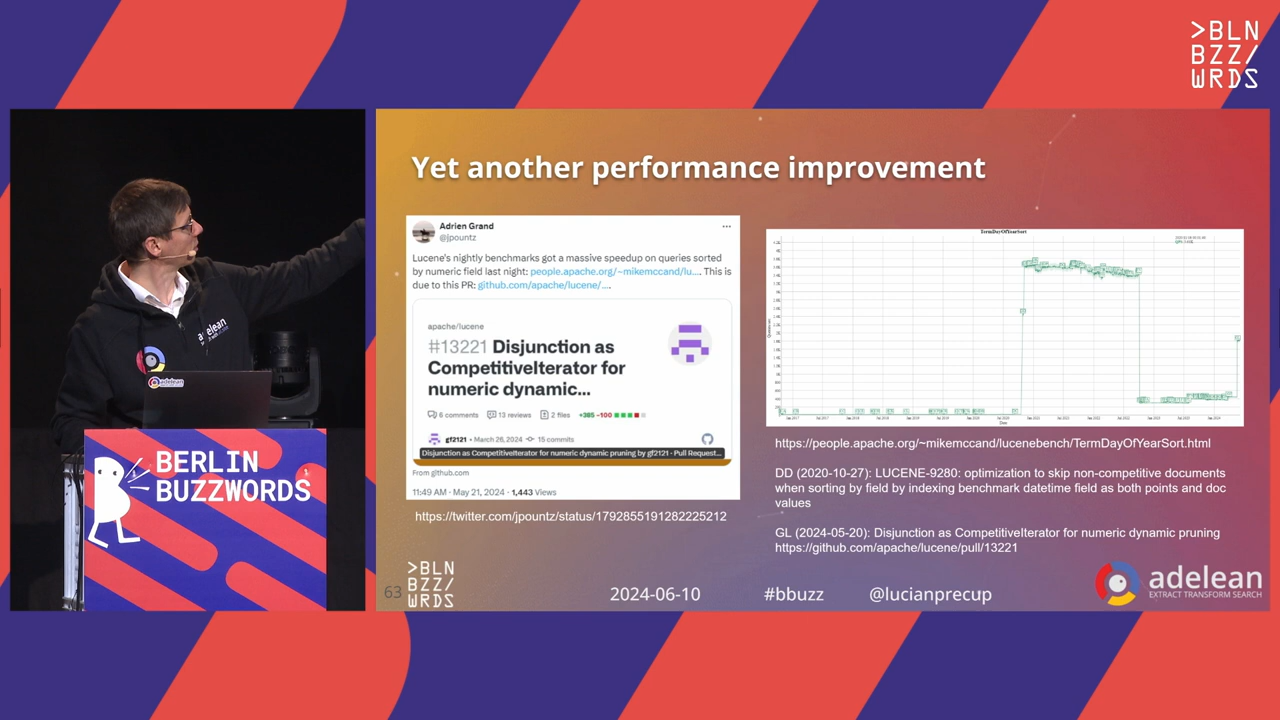 >BLN
BZZ/
WRDS
Yet another performance improvement
Adrien Grand
@jpountz
Lucene's nightly benchmarks got a massive speedup on queries sorted
by numeric field last night: people.apache.org/~mikemccand/lu.... This is
due to this PR: github.com/apache/lucene/....
apache/lucene
#13221 Disjunction as
CompetitiveIterator for
numeric dynamic...
6 comments 13 reviews 2 files +385 -100
gf2121 • March 26, 2024 15 commits
Disjunction as CompetitiveIterator for numeric dynamic pruning by gf2121 · Pull Request...
From github.com
11:49 AM · May 21, 2024 · 1,443 Views
https://twitter.com/jpountz/status/1792855191282225212
TermDayOfYearSort
https://people.apache.org/~mikemccand/lucenebench/TermDayOfYearSort.html
DD (2020-10-27): LUCENE-9280: optimization to skip non-competitive documents
when sorting by field by indexing benchmark datetime field as both points and doc
values
GL (2024-05-20): Disjunction as CompetitiveIterator for numeric dynamic pruning
https://github.com/apache/lucene/pull/13221
63
>BLN
BZZ/
WRDS
2024-06-10 #bbuzz @lucianprecup
adelean
EXTRACT TRANSFORM SEARCH
adelean
adelean
BERLIN
BUZZWORDS